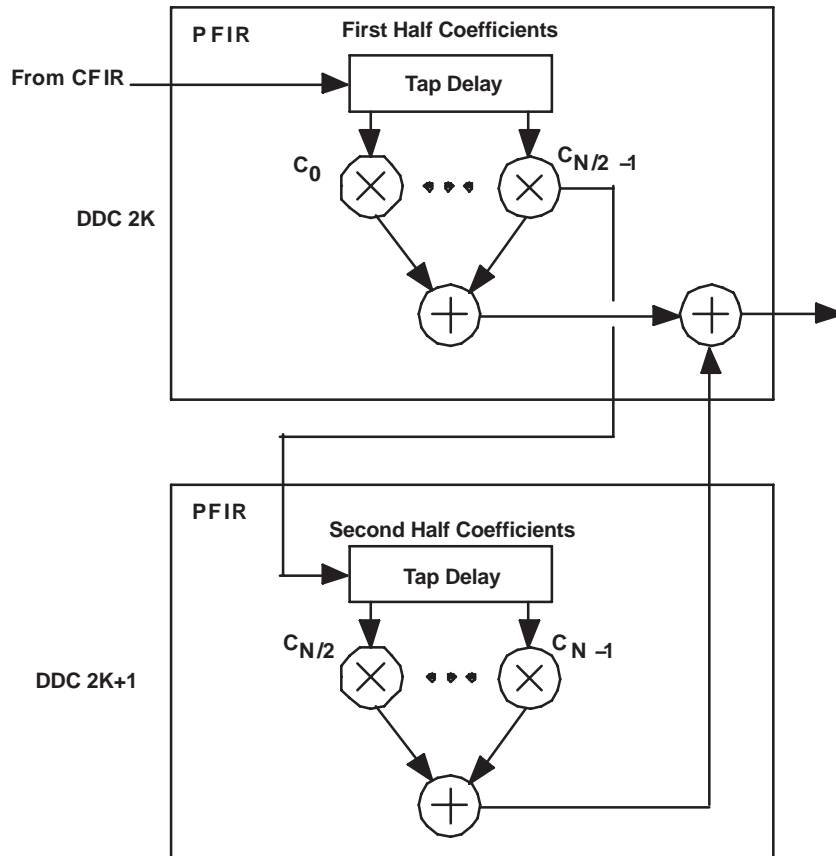 PFIR
First Half Coefficients
From CFIR
Tap Delay
C0
CN/2 –1
DDC 2K
PFIR
Second Half Coefficients
Tap Delay
CN/2
CN –1
DDC 2K+1